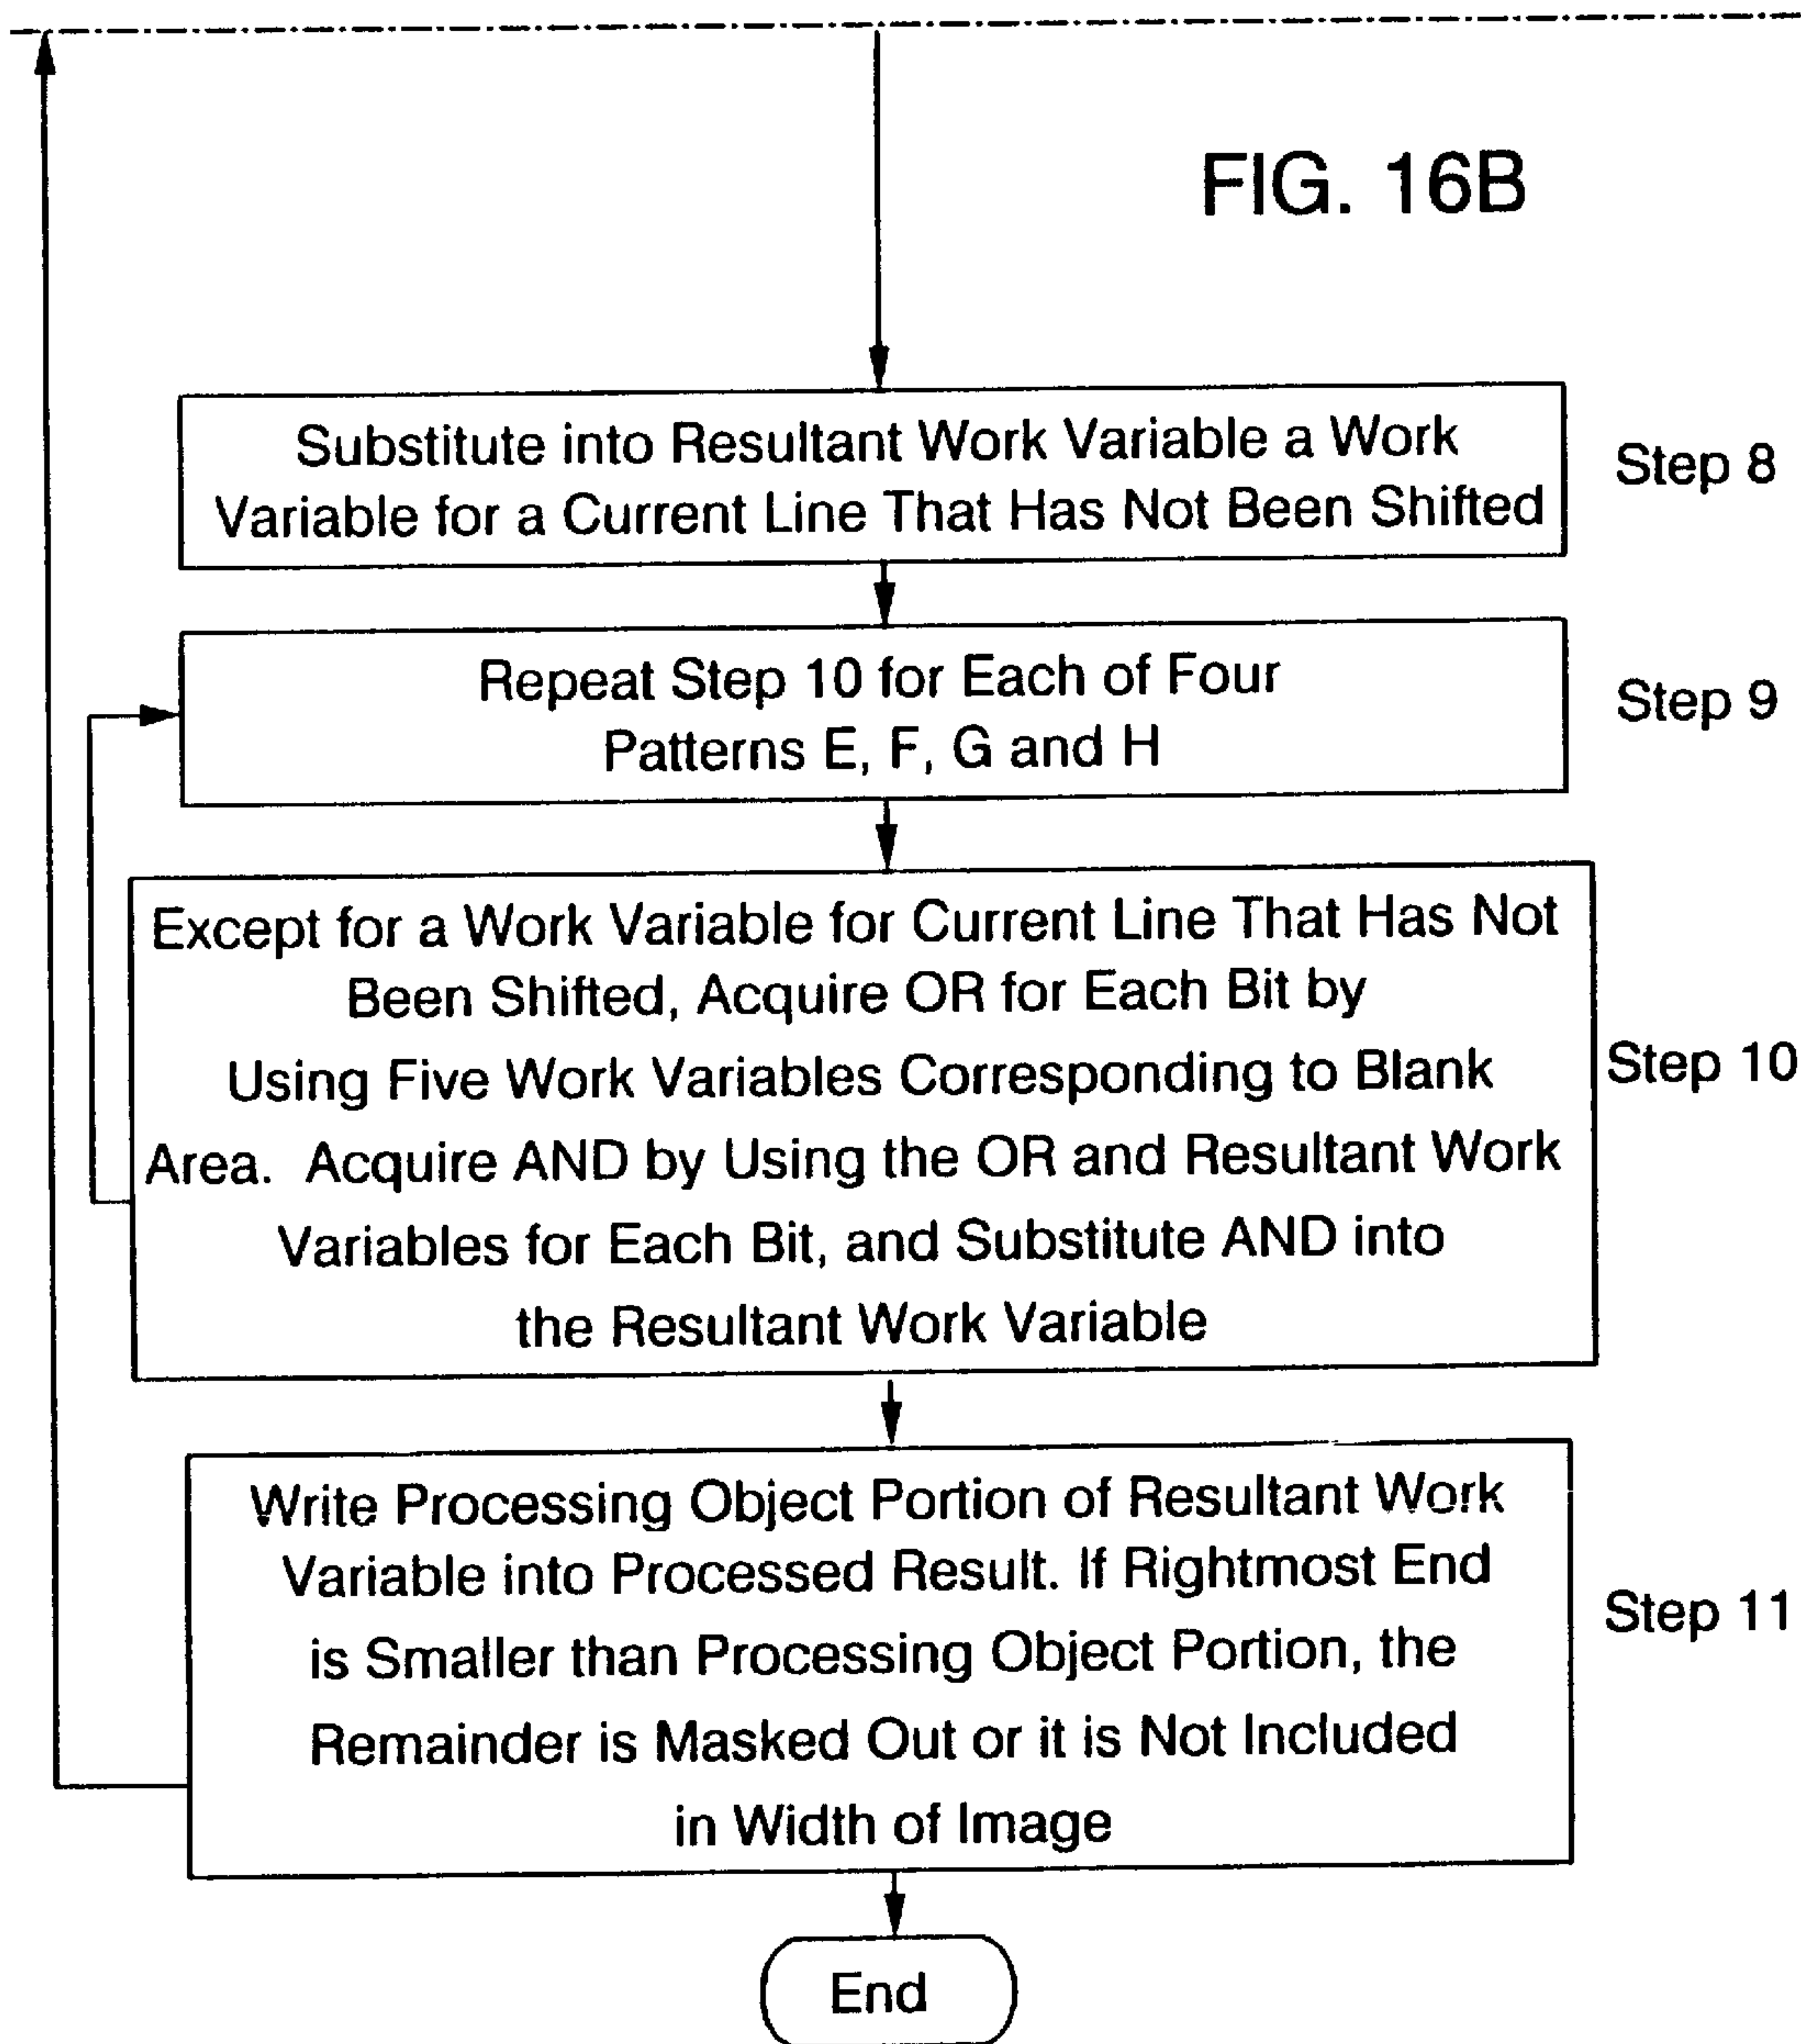 FIG. 16B
Substitute into Resultant Work Variable a Work
Variable for a Current Line That Has Not Been Shifted
Step 8
Repeat Step 10 for Each of Four
Patterns E, F, G and H
Step 9
Except for a Work Variable for Current Line That Has Not
Been Shifted, Acquire OR for Each Bit by
Using Five Work Variables Corresponding to Blank
Area. Acquire AND by Using the OR and Resultant Work
Variables for Each Bit, and Substitute AND into
the Resultant Work Variable
Step 10
Write Processing Object Portion of Resultant Work
Variable into Processed Result. If Rightmost End
is Smaller than Processing Object Portion, the
Remainder is Masked Out or it is Not Included
in Width of Image
Step 11
End